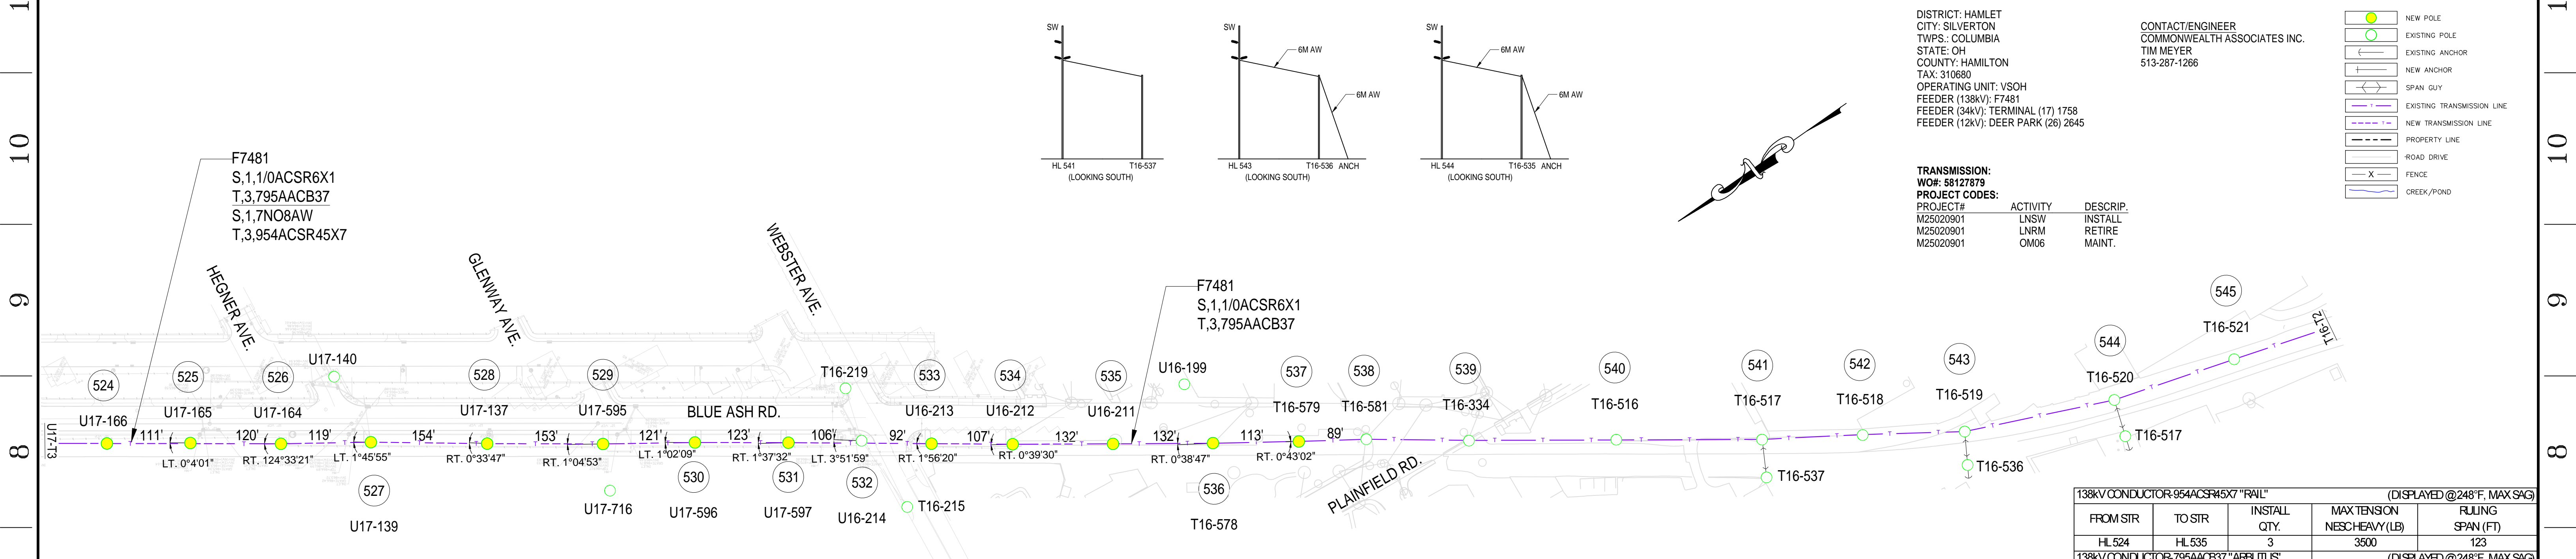 SW
HL 541
T16-537
(LOOKING SOUTH)
SW
6M AW
6M AW
HL 543
T16-536 ANCH
(LOOKING SOUTH)
SW
6M AW
6M AW
HL 544
T16-535 ANCH
(LOOKING SOUTH)
DISTRICT: HAMLET
CITY: SILVERTON
TWPS.: COLUMBIA
STATE: OH
COUNTY: HAMILTON
TAX: 310680
OPERATING UNIT: VSOH
FEEDER (138kV): F7481
FEEDER (34kV): TERMINAL (17) 1758
FEEDER (12kV): DEER PARK (26) 2645
CONTACT/ENGINEER
COMMONWEALTH ASSOCIATES INC.
TIM MEYER
513-287-1266
NEW POLE
EXISTING POLE
EXISTING ANCHOR
NEW ANCHOR
SPAN GUY
T EXISTING TRANSMISSION LINE
T NEW TRANSMISSION LINE
PROPERTY LINE
ROAD DRIVE
X FENCE
CREEK/POND
TRANSMISSION:
WO#: 58127879
PROJECT CODES:
PROJECT# ACTIVITY DESCRIP.
M25020901 LNSW INSTALL
M25020901 LNRM RETIRE
M25020901 OM06 MAINT.
10
10
9
9
8
8
F7481
S,1,1/0ACSR6X1
T,3,795AACB37
S,1,7NO8AW
T,3,954ACSR45X7
F7481
S,1,1/0ACSR6X1
T,3,795AACB37
HEGNER AVE.
GLENWAY AVE.
WEBSTER AVE.
BLUE ASH RD.
PLAINFIELD RD.
U17-T3
T16-T2
524
U17-166
525
U17-165
526
U17-164
U17-140
528
U17-137
529
U17-595
T16-219
533
U16-213
534
U16-212
535
U16-211
U16-199
537
T16-579
538
T16-581
539
T16-334
540
T16-516
541
T16-517
542
T16-518
543
T16-519
544
T16-520
545
T16-521
111' 120' 119' 154' 153' 121' 123' 106' 92' 107' 132' 132' 113' 89'
LT. 0°4'01"
RT. 124°33'21"
LT. 1°45'55"
RT. 0°33'47"
RT. 1°04'53"
LT. 1°02'09"
RT. 1°37'32"
LT. 3°51'59"
RT. 1°56'20"
RT. 0°39'30"
RT. 0°38'47"
RT. 0°43'02"
527
U17-139
U17-716
530
U17-596
531
U17-597
532
U16-214
T16-215
536
T16-578
T16-537
T16-536
T16-517
138kV CONDUCTOR-954ACSR45X7 "RAIL" (DISPLAYED @ 248°F, MAX SAG)
FROM STR TO STR INSTALL QTY. MAX TENSION NESC HEAVY (LB) RULING SPAN (FT)
HL 524 HL 535 3 3500 123
138kV CONDUCTOR-795AACB37 "ARBUTUS" (DISPLAYED @ 248°F, MAX SAG)